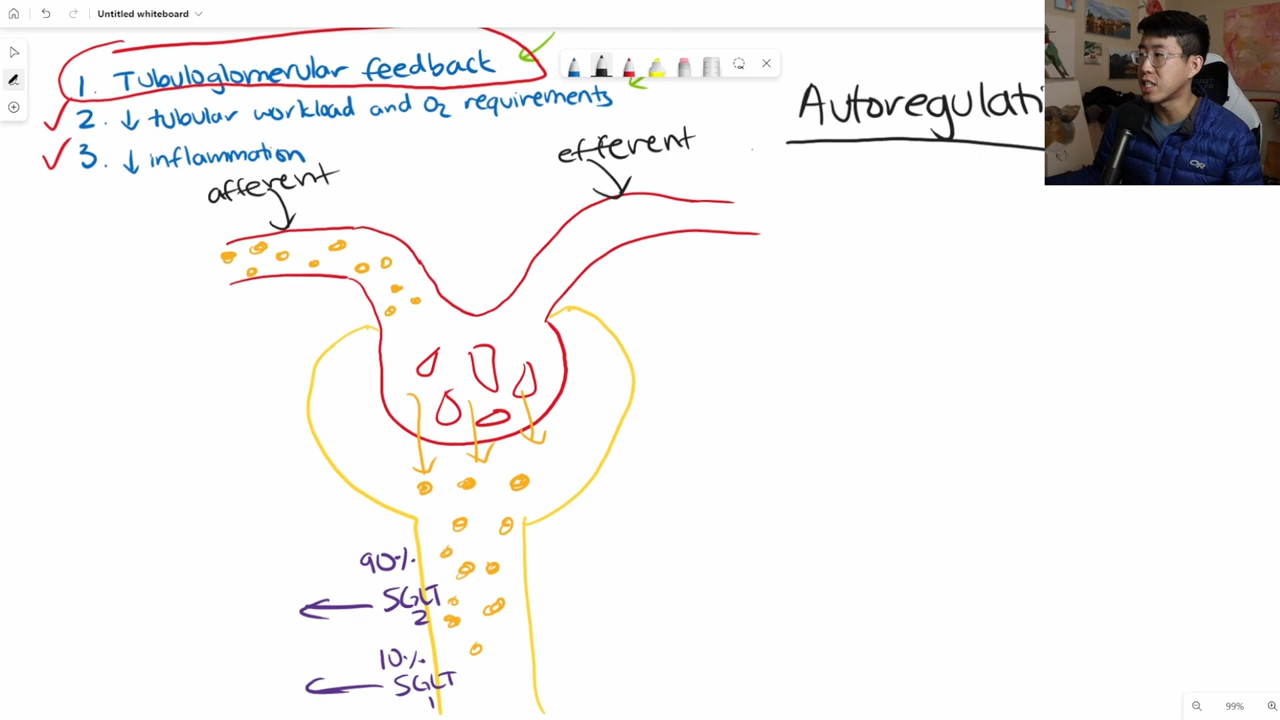 Untitled whiteboard
1. Tubuloglomerular feedback
2. ↓ tubular workload and O2 requirements
3. ↓ inflammation
Autoregulati
afferent
efferent
90%
SGLT
2
10%
SGLT
1
99%